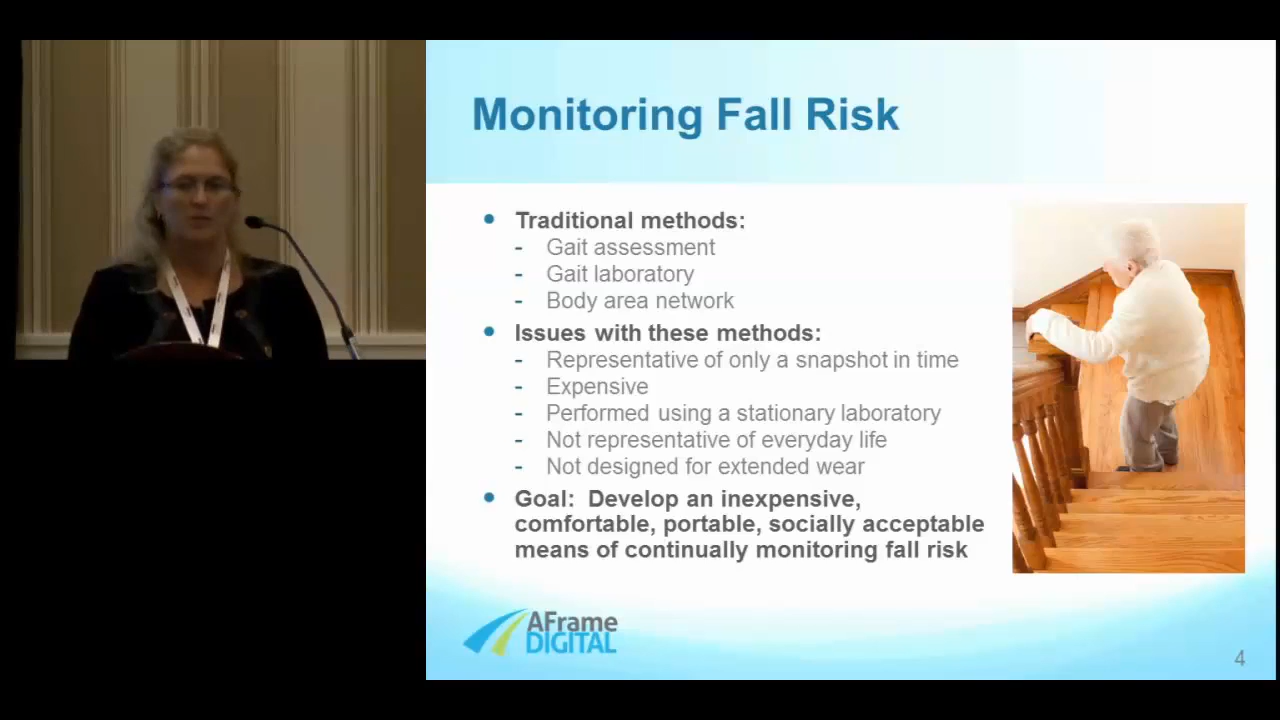 Monitoring Fall Risk
• Traditional methods:
- Gait assessment
- Gait laboratory
- Body area network
• Issues with these methods:
- Representative of only a snapshot in time
- Expensive
- Performed using a stationary laboratory
- Not representative of everyday life
- Not designed for extended wear
• Goal: Develop an inexpensive,
comfortable, portable, socially acceptable
means of continually monitoring fall risk
AFrame
DIGITAL
4